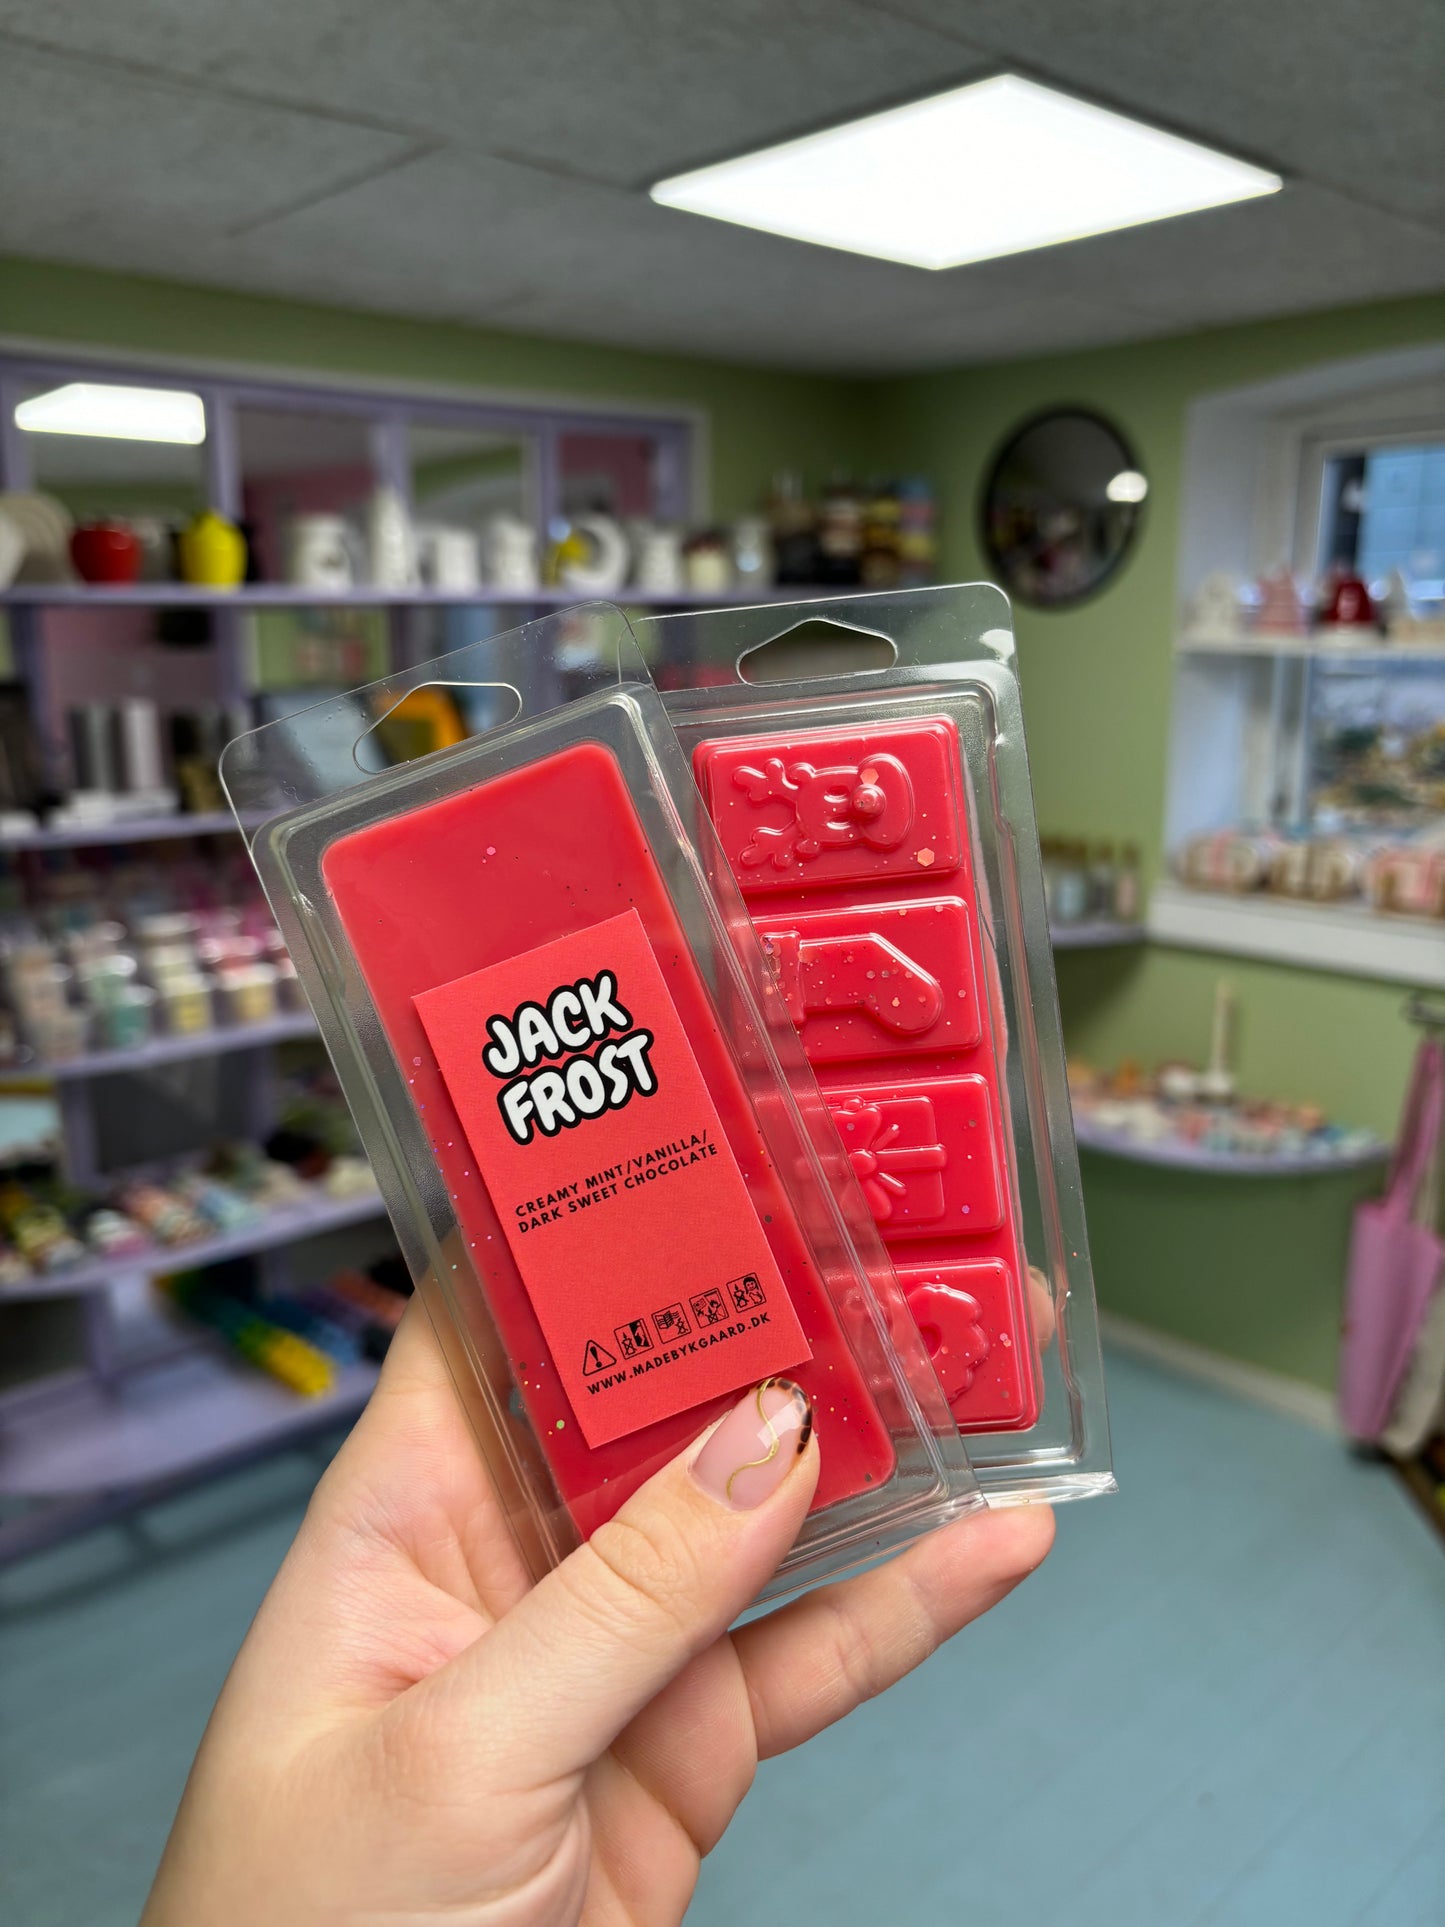 JACK
FROST
CREAMY MINT/VANILLA/
DARK SWEET CHOCOLATE
WWW.MADEBYKGAARD.DK